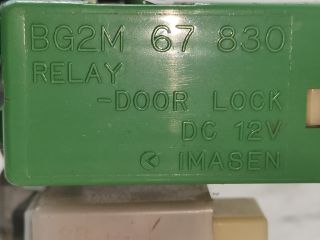 BG2M 67 830
RELAY
-DOOR LOCK
DC 12V
IMASEN